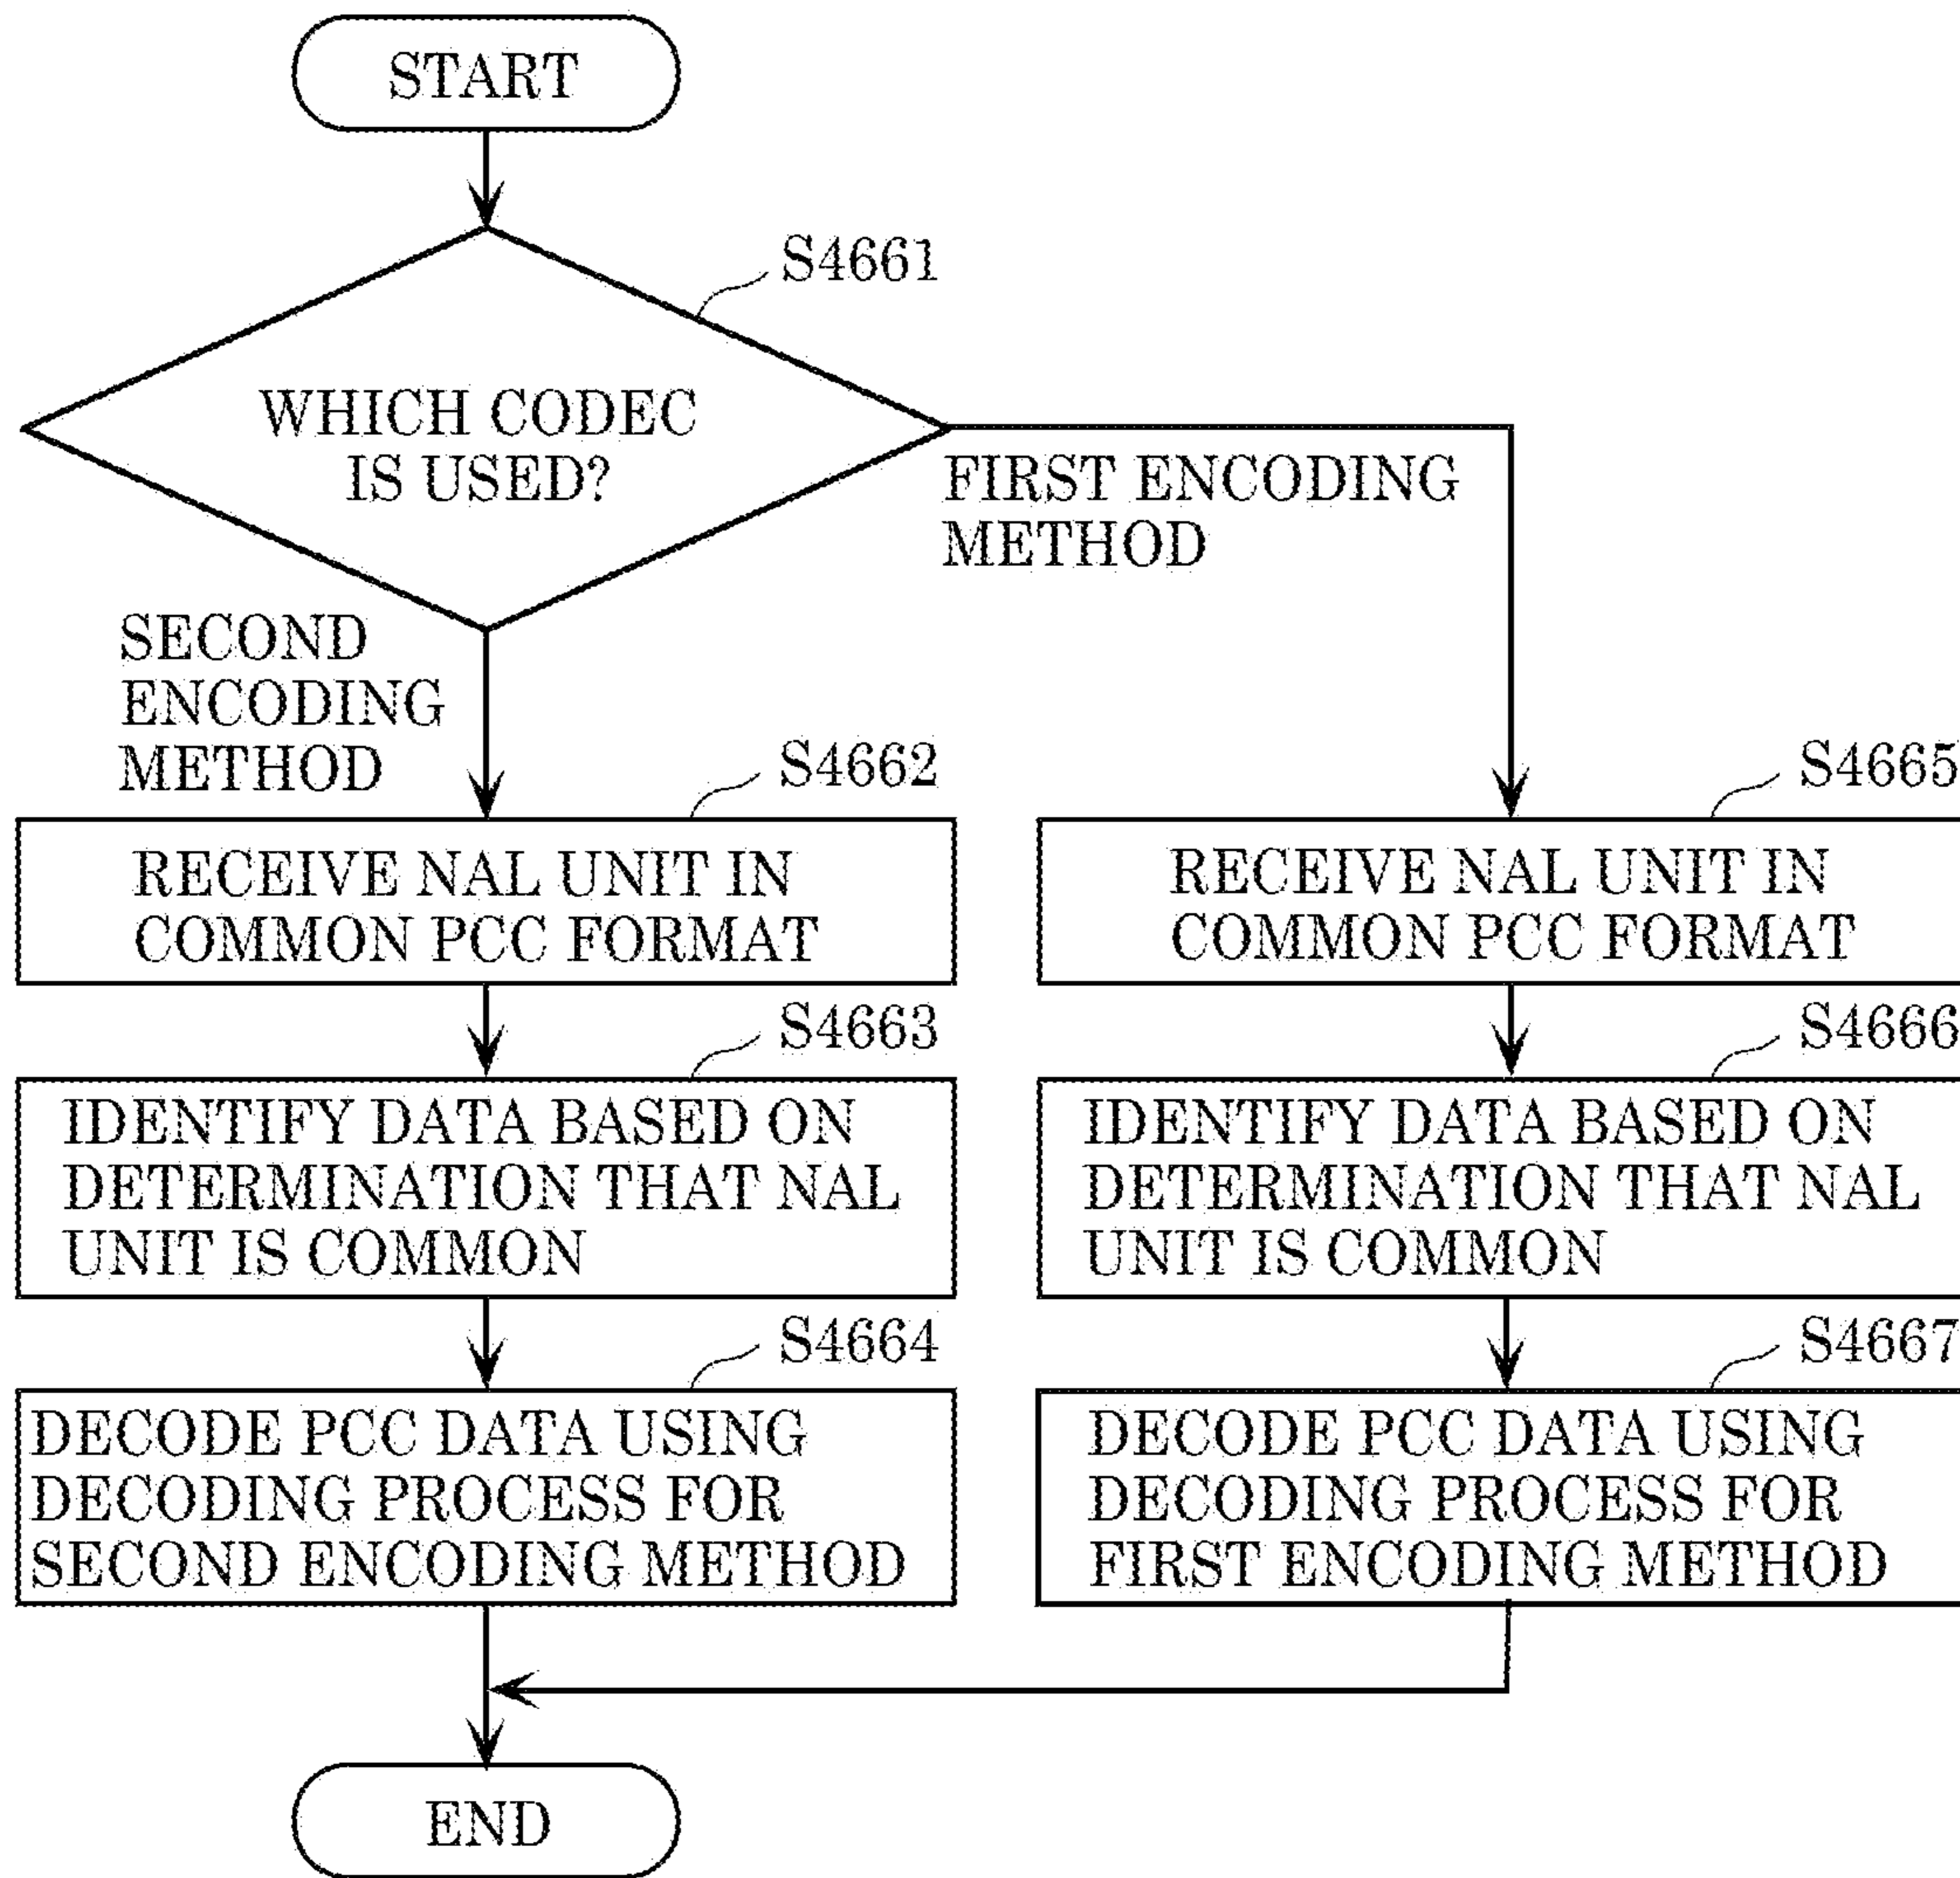 START
S4661
WHICH CODEC
IS USED?
FIRST ENCODING
METHOD
SECOND
ENCODING
METHOD
S4662
RECEIVE NAL UNIT IN
COMMON PCC FORMAT
S4663
IDENTIFY DATA BASED ON
DETERMINATION THAT NAL
UNIT IS COMMON
S4664
DECODE PCC DATA USING
DECODING PROCESS FOR
SECOND ENCODING METHOD
S4665
RECEIVE NAL UNIT IN
COMMON PCC FORMAT
S4666
IDENTIFY DATA BASED ON
DETERMINATION THAT NAL
UNIT IS COMMON
S4667
DECODE PCC DATA USING
DECODING PROCESS FOR
FIRST ENCODING METHOD
END